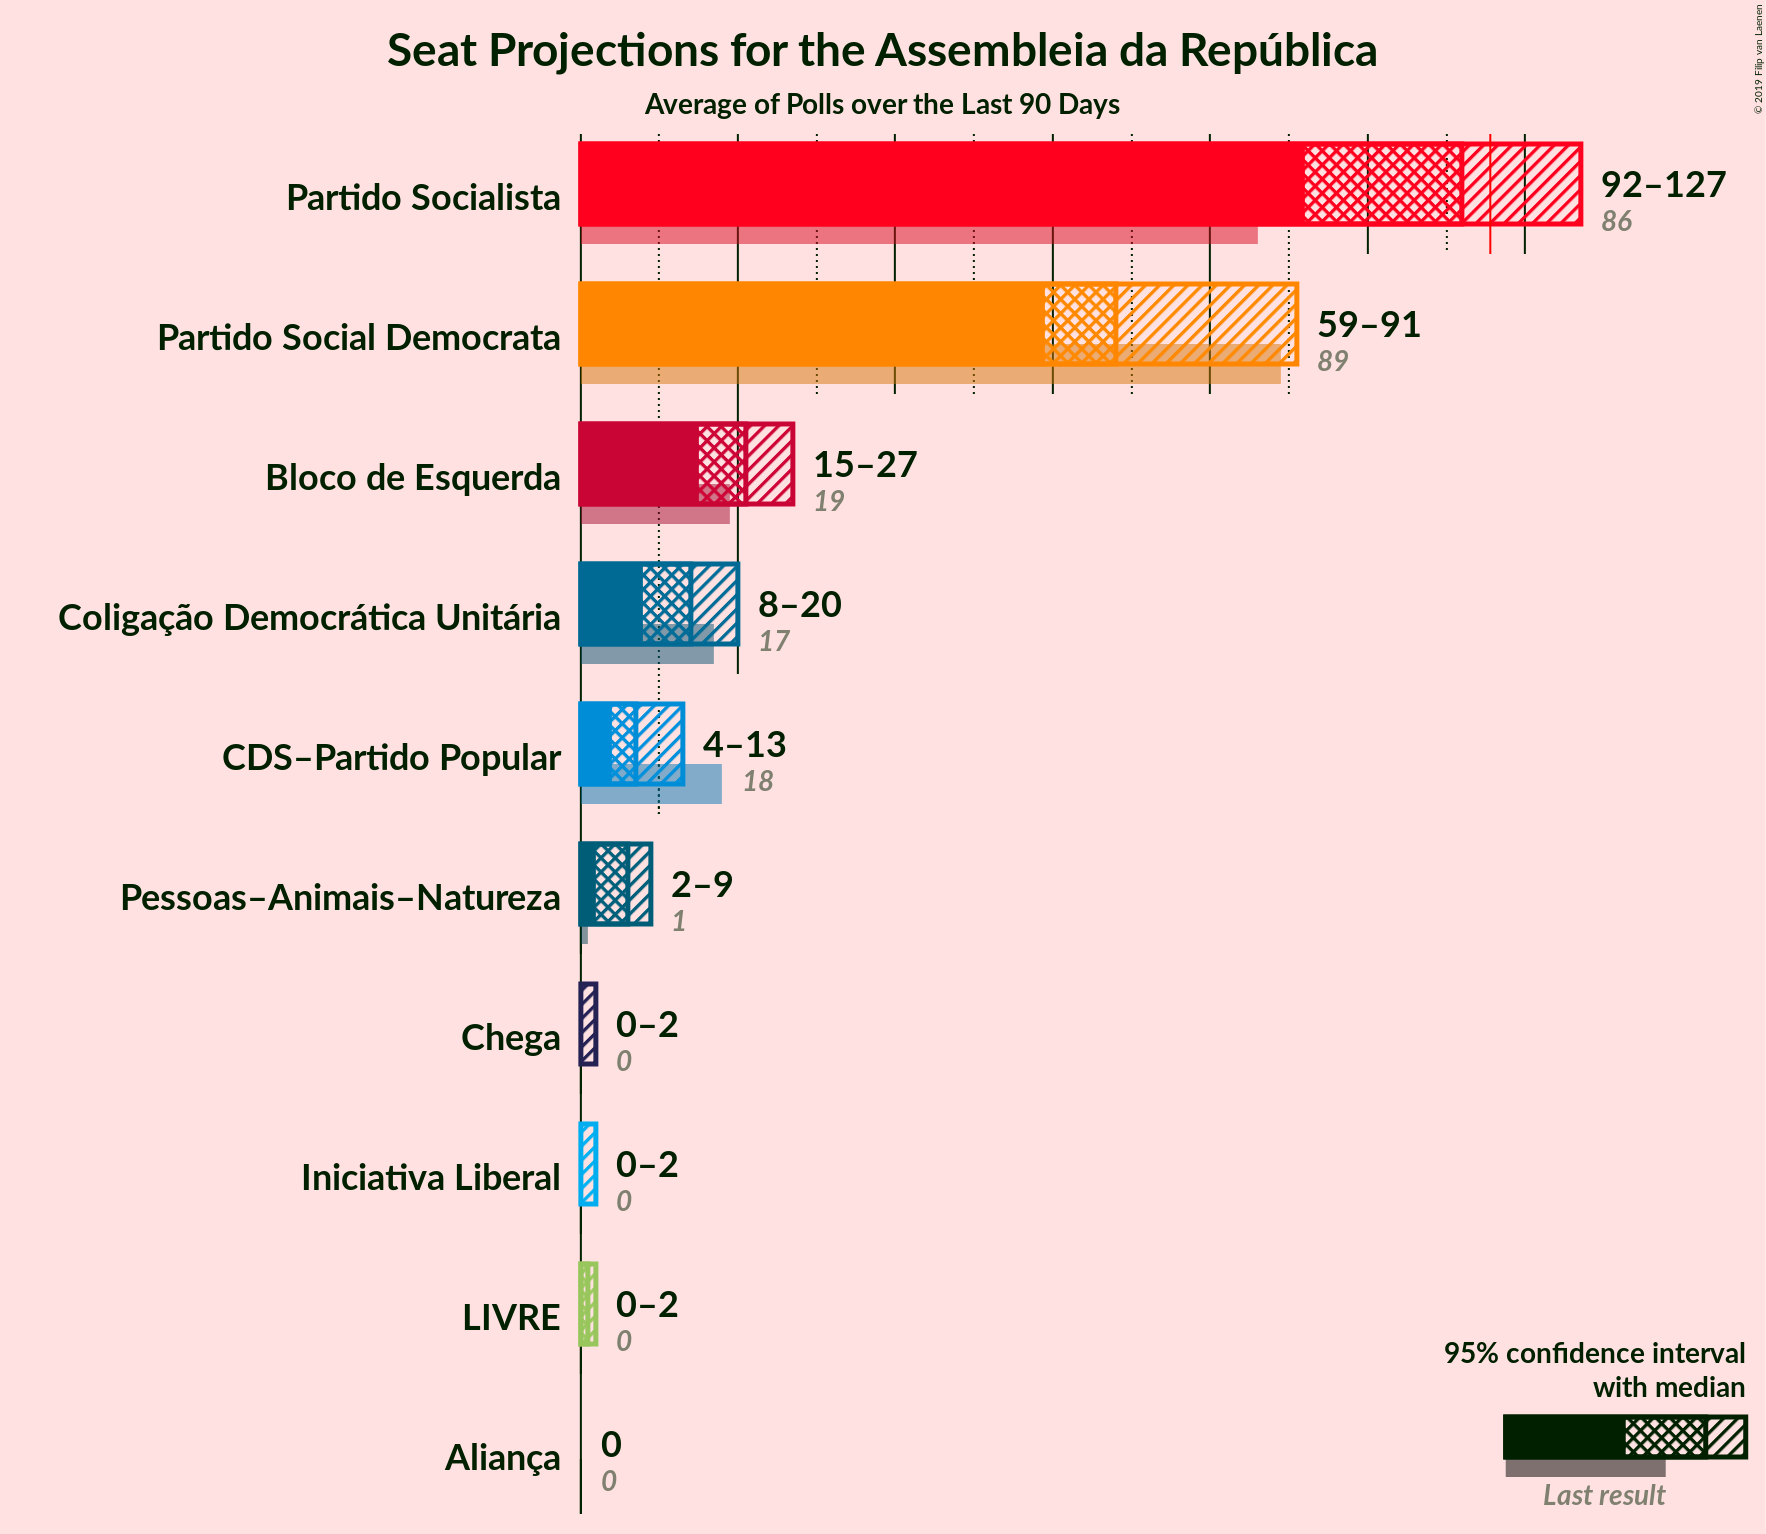 © 2019 Filip van Laenen
Seat Projections for the Assembleia da República
Average of Polls over the Last 90 Days
Partido Socialista
92–127
86
Partido Social Democrata
59–91
89
Bloco de Esquerda
15–27
19
Coligação Democrática Unitária
8–20
17
CDS–Partido Popular
4–13
18
Pessoas–Animais–Natureza
2–9
1
Chega
0–2
0
Iniciativa Liberal
0–2
0
LIVRE
0–2
0
Aliança
0
0
95% confidence interval
with median
Last result